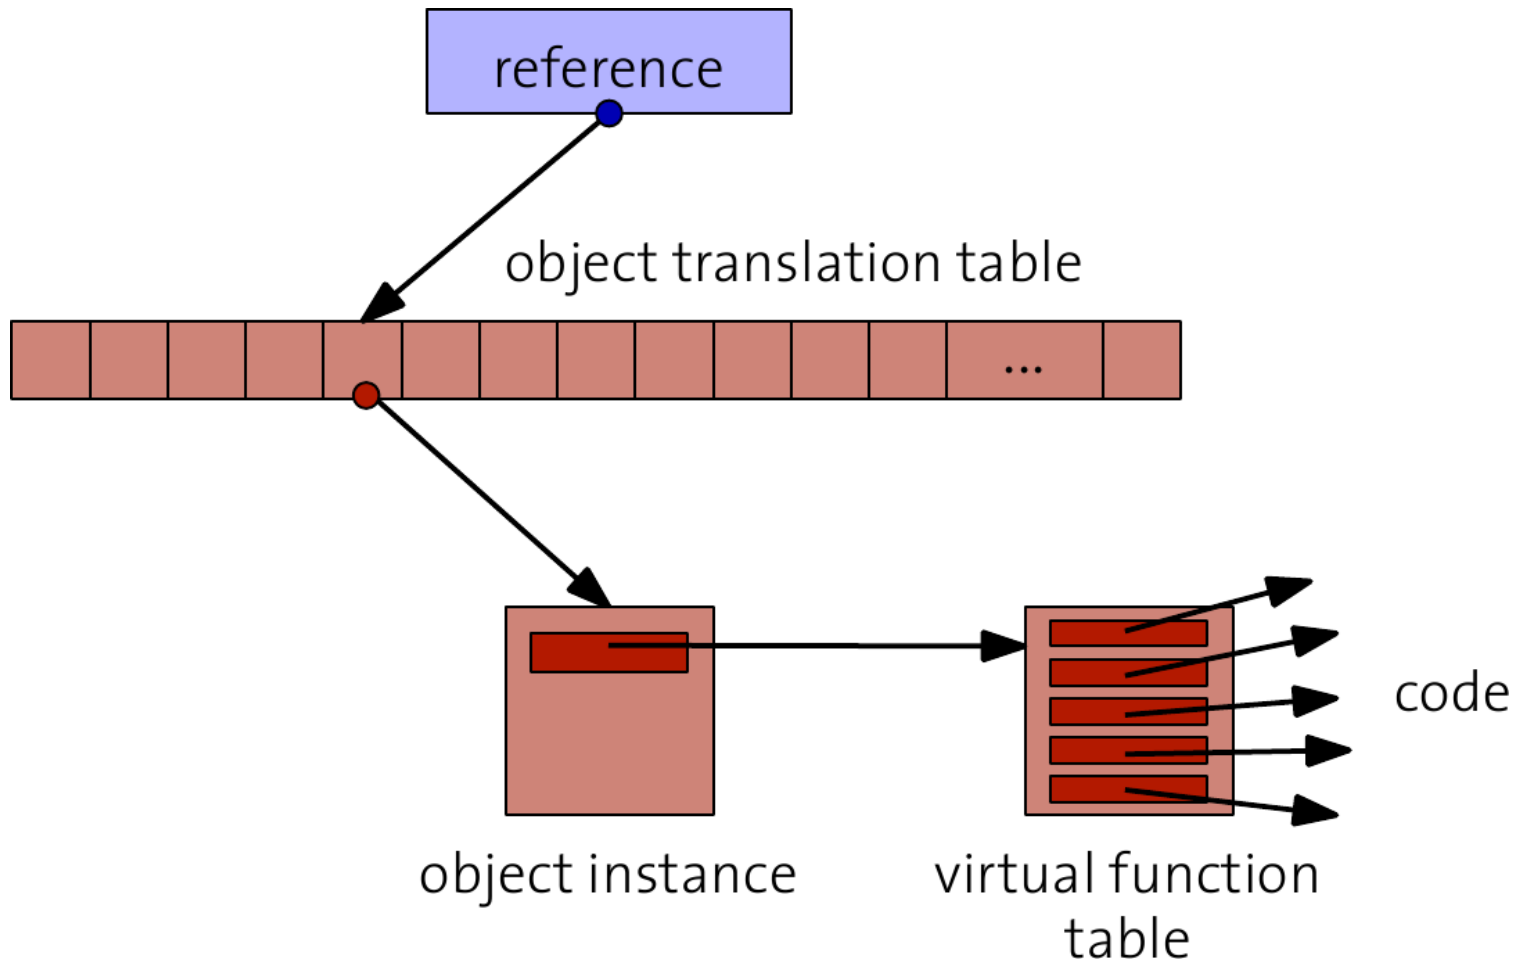 reference
object translation table
...
code
object instance
virtual function
table